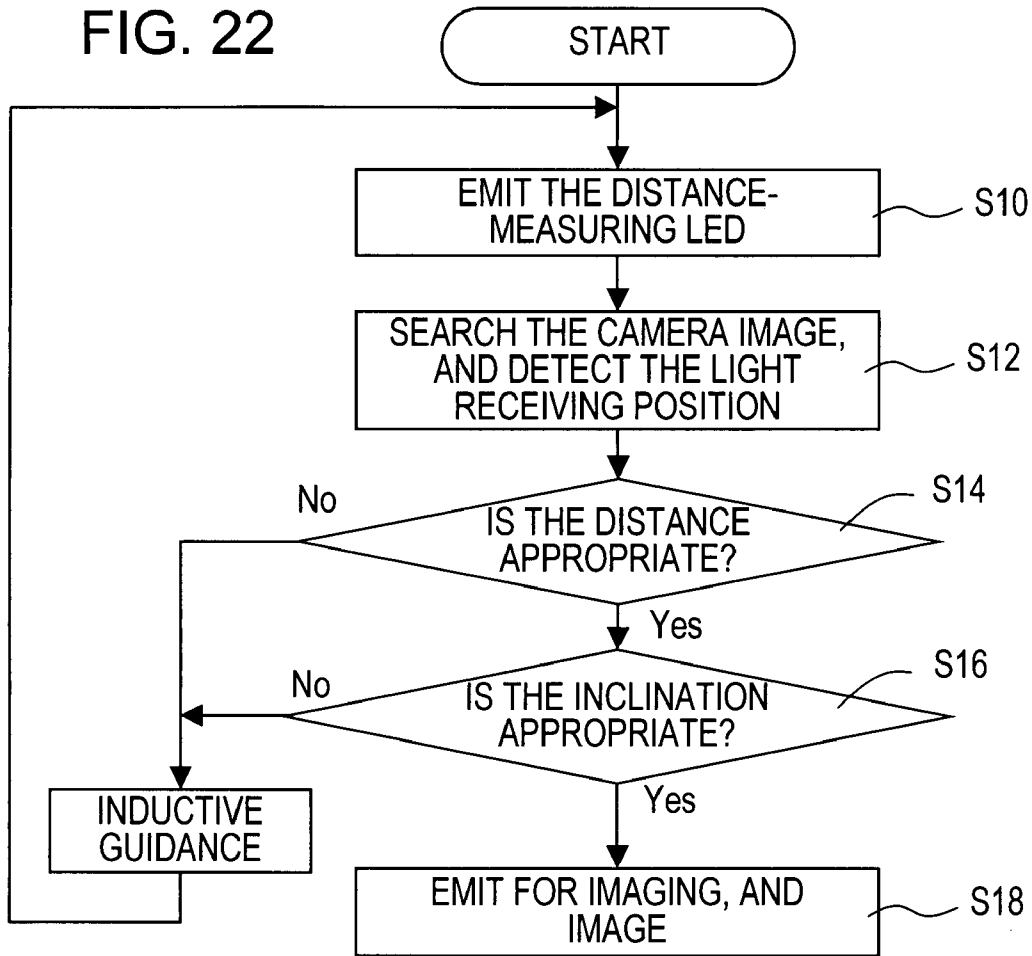 FIG. 22
START
EMIT THE DISTANCE-
MEASURING LED
S10
SEARCH THE CAMERA IMAGE,
AND DETECT THE LIGHT
RECEIVING POSITION
S12
No
IS THE DISTANCE
APPROPRIATE?
S14
Yes
No
IS THE INCLINATION
APPROPRIATE?
S16
Yes
INDUCTIVE
GUIDANCE
EMIT FOR IMAGING, AND
IMAGE
S18